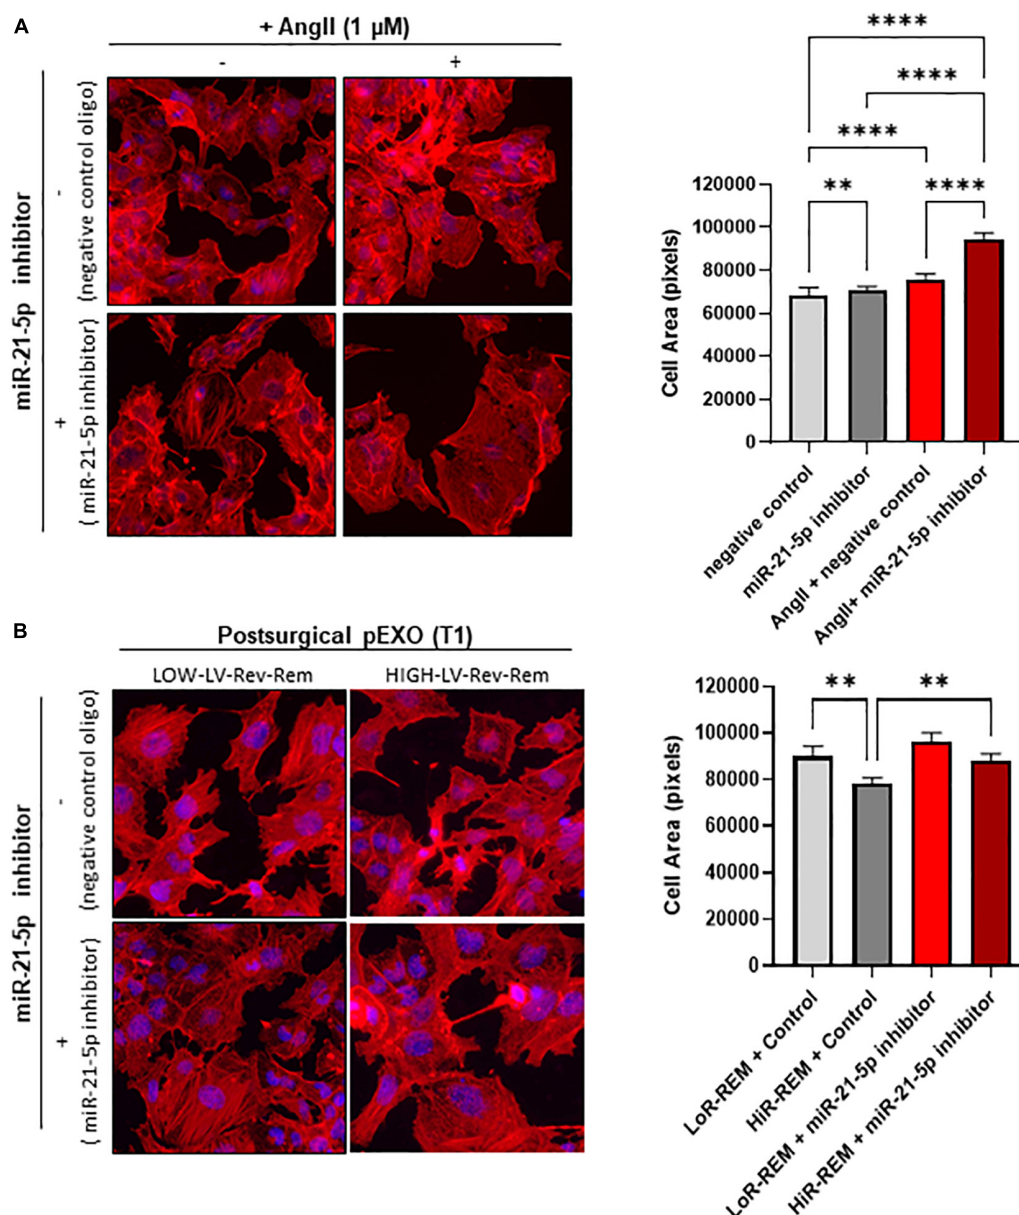 A
+ AngII (1 µM)
-
+
miR-21-5p inhibitor
-
(negative control oligo)
+
( miR-21-5p inhibitor)
****
****
****
**
****
120000
100000
80000
60000
40000
20000
0
Cell Area (pixels)
negative control
miR-21-5p inhibitor
AngII + negative control
AngII+ miR-21-5p inhibitor
B
Postsurgical pEXO (T1)
LOW-LV-Rev-Rem
HIGH-LV-Rev-Rem
miR-21-5p inhibitor
-
(negative control oligo)
+
( miR-21-5p inhibitor)
**
**
120000
100000
80000
60000
40000
20000
0
Cell Area (pixels)
LoR-REM + Control
HiR-REM + Control
LoR-REM + miR-21-5p inhibitor
HiR-REM + miR-21-5p inhibitor